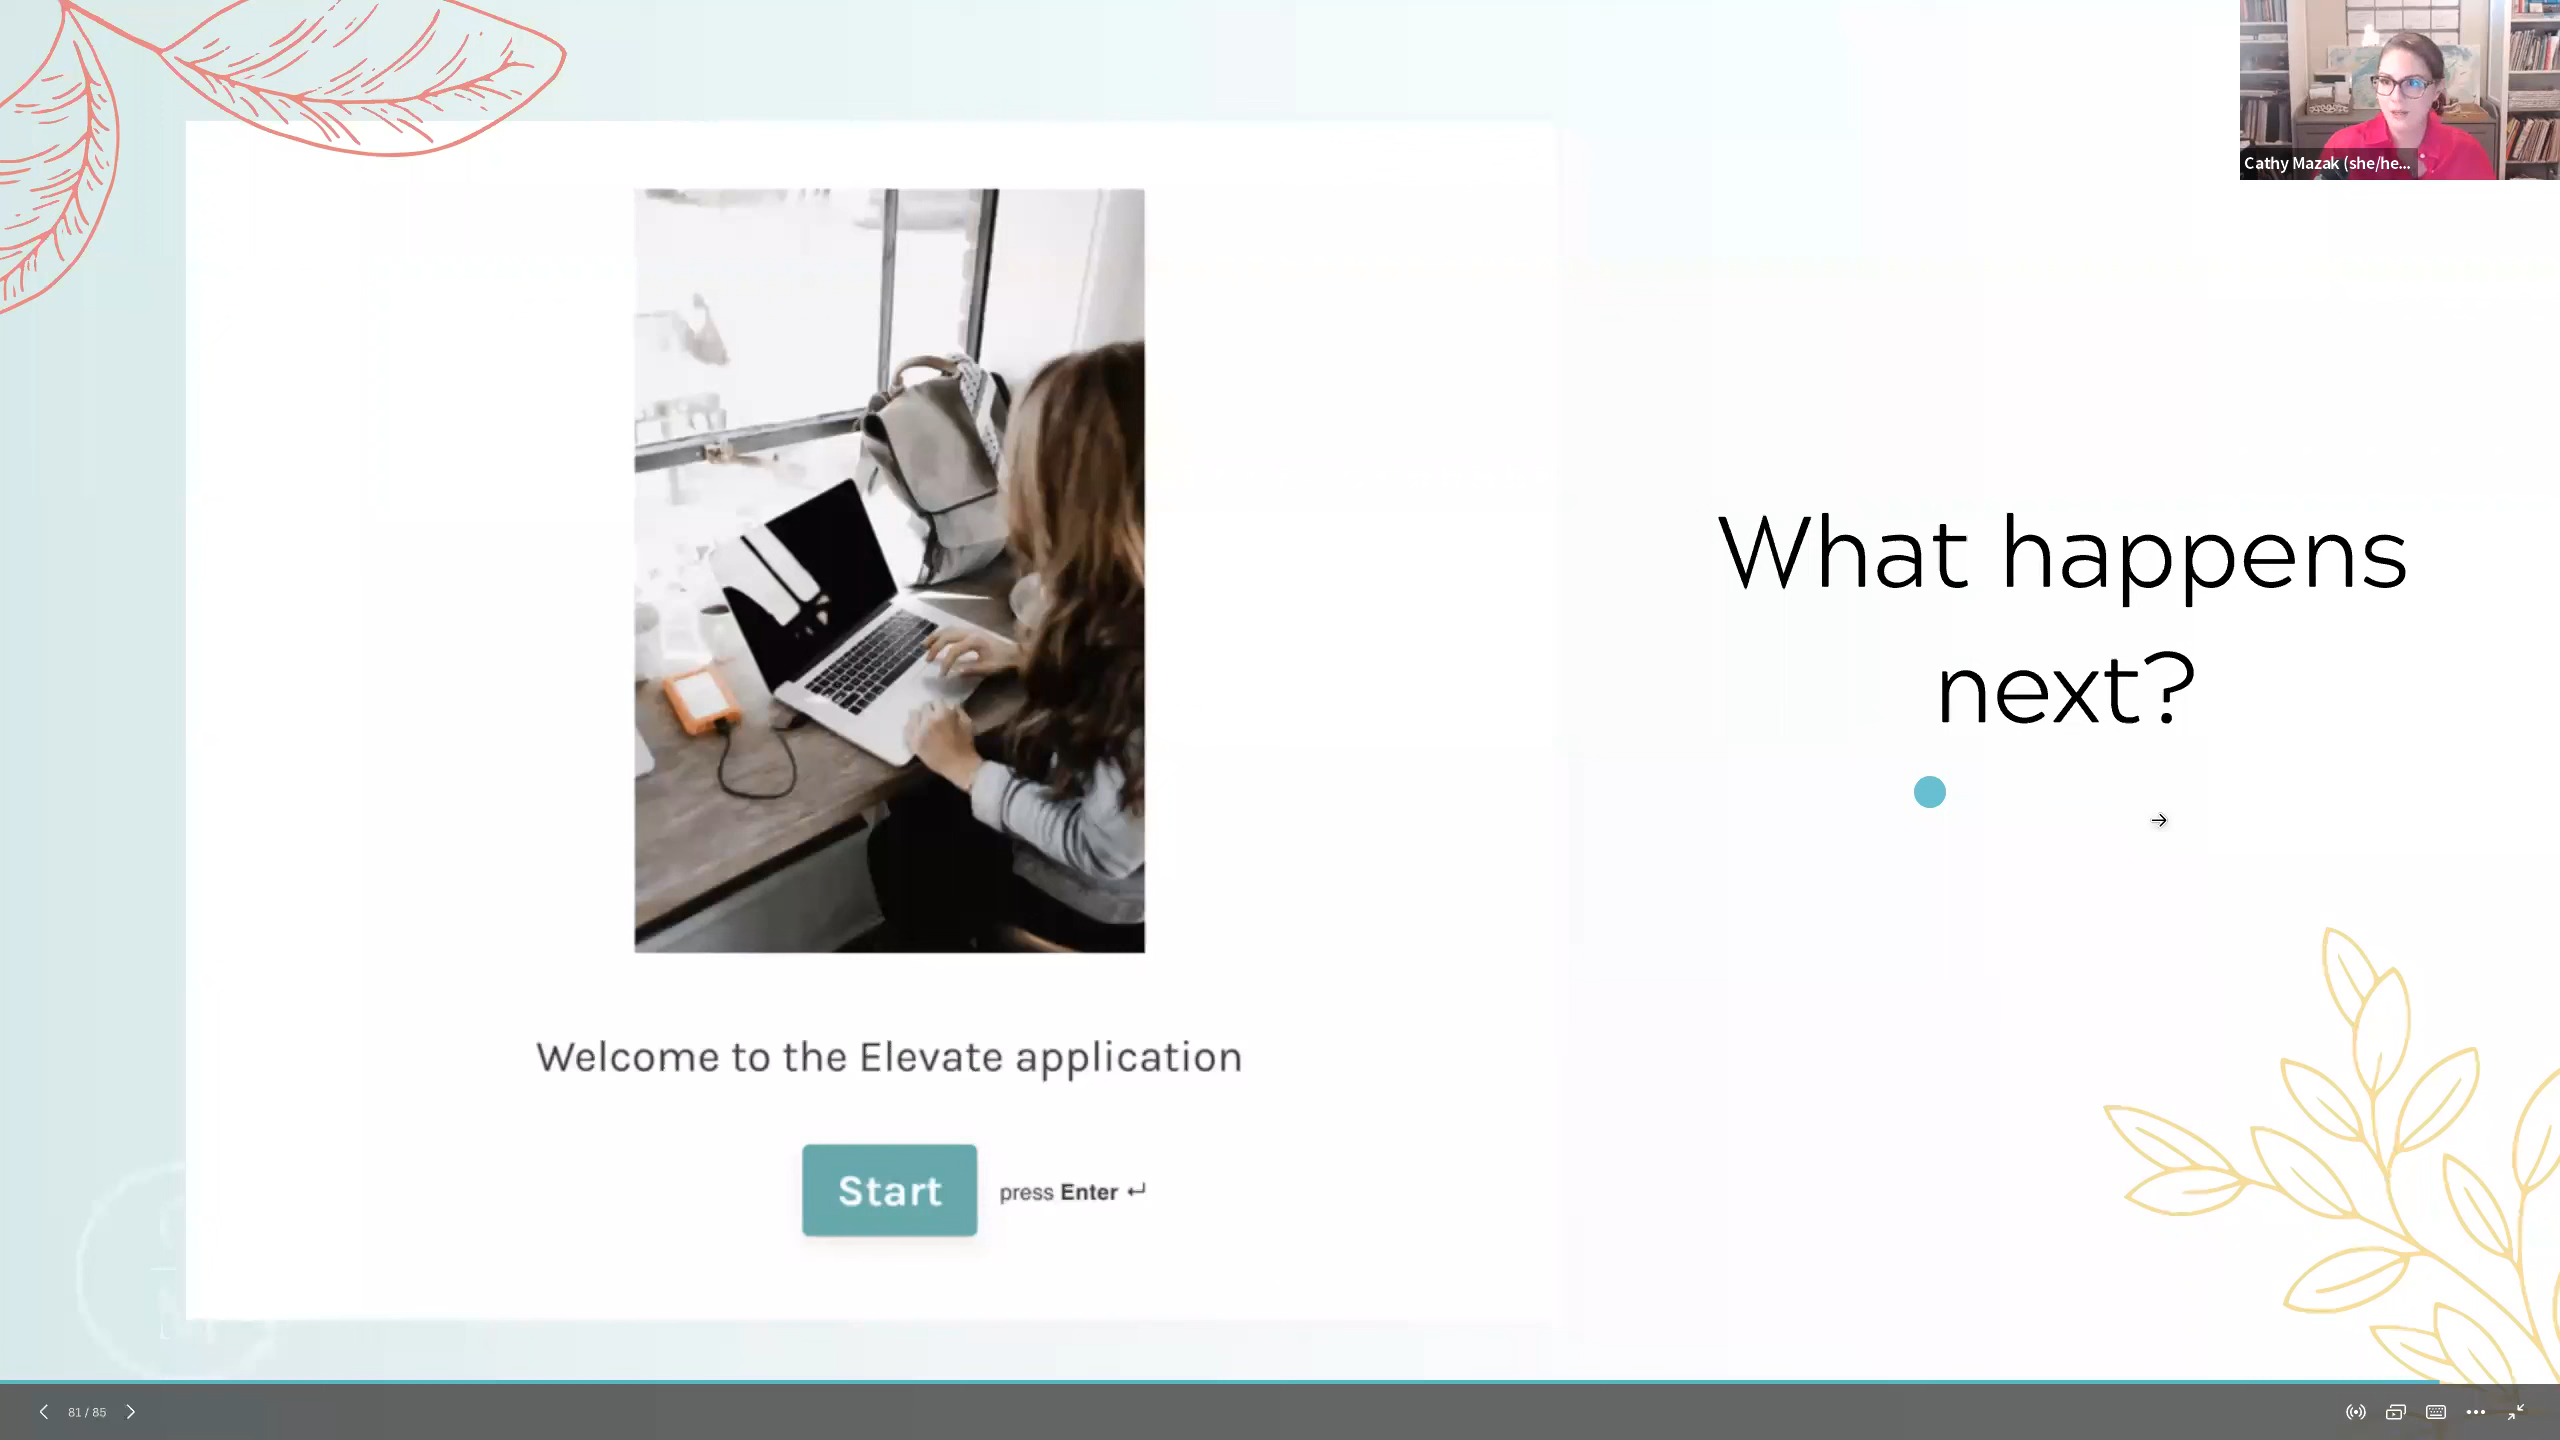 Cathy Mazak (she/he...
What happens
next?
Welcome to the Elevate application
Start
press Enter ↵
81 / 85